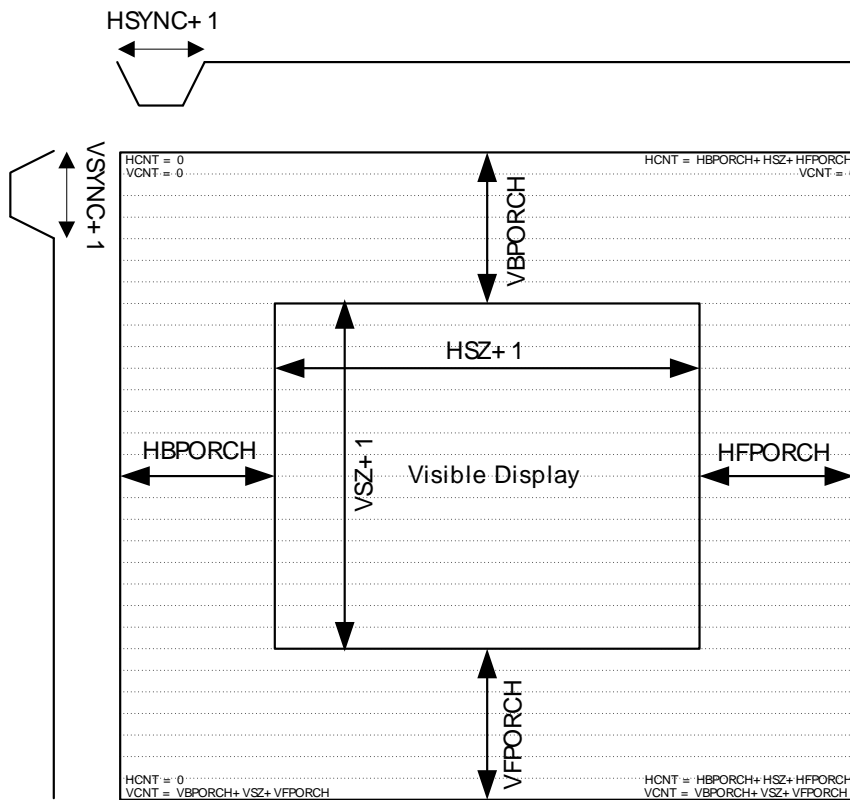 HSYNC+ 1
VSYNC+ 1
HCNT = 0
VCNT = 0
HCNT = HBPORCH+ HSZ+ HFPORCH
VCNT =
VBPORCH
HSZ+ 1
HBPORCH
VSZ+ 1
Visible Display
HFPORCH
VFPORCH
HCNT = 0
VCNT = VBPORCH+ VSZ+ VFPORCH
HCNT = HBPORCH+ HSZ+ HFPORCH
VCNT = VBPORCH+ VSZ+ VFPORCH